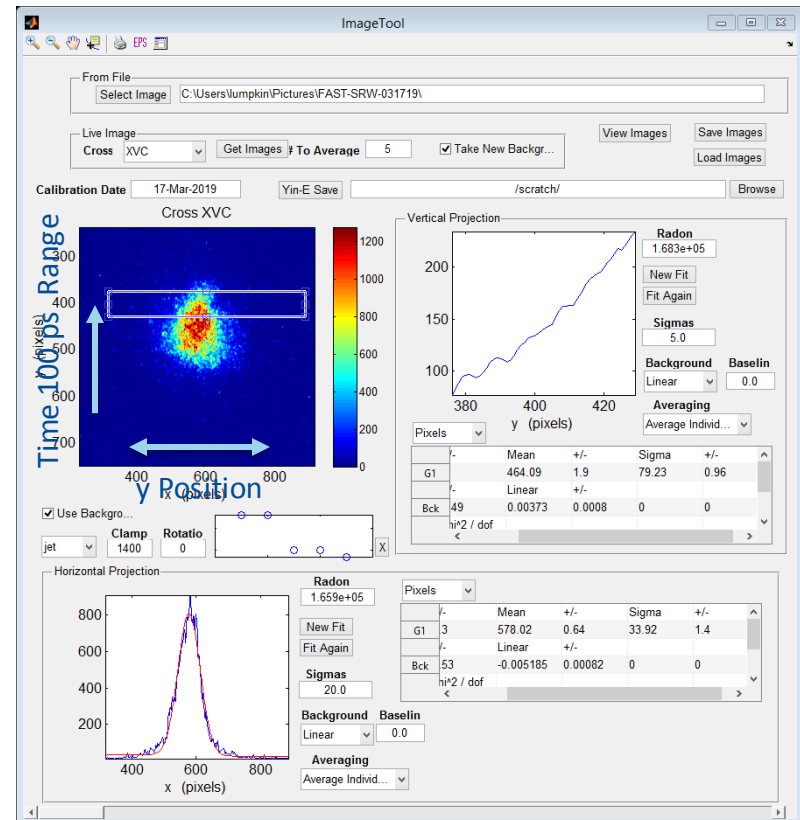 ImageTool
EPS
From File
Select Image C:\Users\lumpkin\Pictures\FAST-SRW-031719\
Live Image
Cross XVC Get Images # To Average 5 Take New Backgr...
View Images Save Images
Load Images
Calibration Date 17-Mar-2019 Yin-E Save /scratch/ Browse
Cross XVC
300
400
500
600
700
y (pixels)
Time 100 ps Range
400 600 800
x (pixels)
y Position
1200
1000
800
600
400
200
0
Vertical Projection
200
150
100
380 400 420
y (pixels)
Radon
1.683e+05
New Fit
Fit Again
Sigmas
5.0
Background Baselin
Linear 0.0
Averaging
Average Individ...
Pixels
/- Mean +/- Sigma +/-
G1 464.09 1.9 79.23 0.96
/- Linear +/-
Bck 49 0.00373 0.0008 0 0
hi^2 / dof
Use Backgro...
jet
Clamp Rotatio
1400 0
X
Horizontal Projection
800
600
400
200
400 600 800
x (pixels)
Radon
1.659e+05
New Fit
Fit Again
Sigmas
20.0
Background Baselin
Linear 0.0
Averaging
Average Individ...
Pixels
/- Mean +/- Sigma +/-
G1 .3 578.02 0.64 33.92 1.4
/- Linear +/-
Bck .53 -0.005185 0.00082 0 0
hi^2 / dof